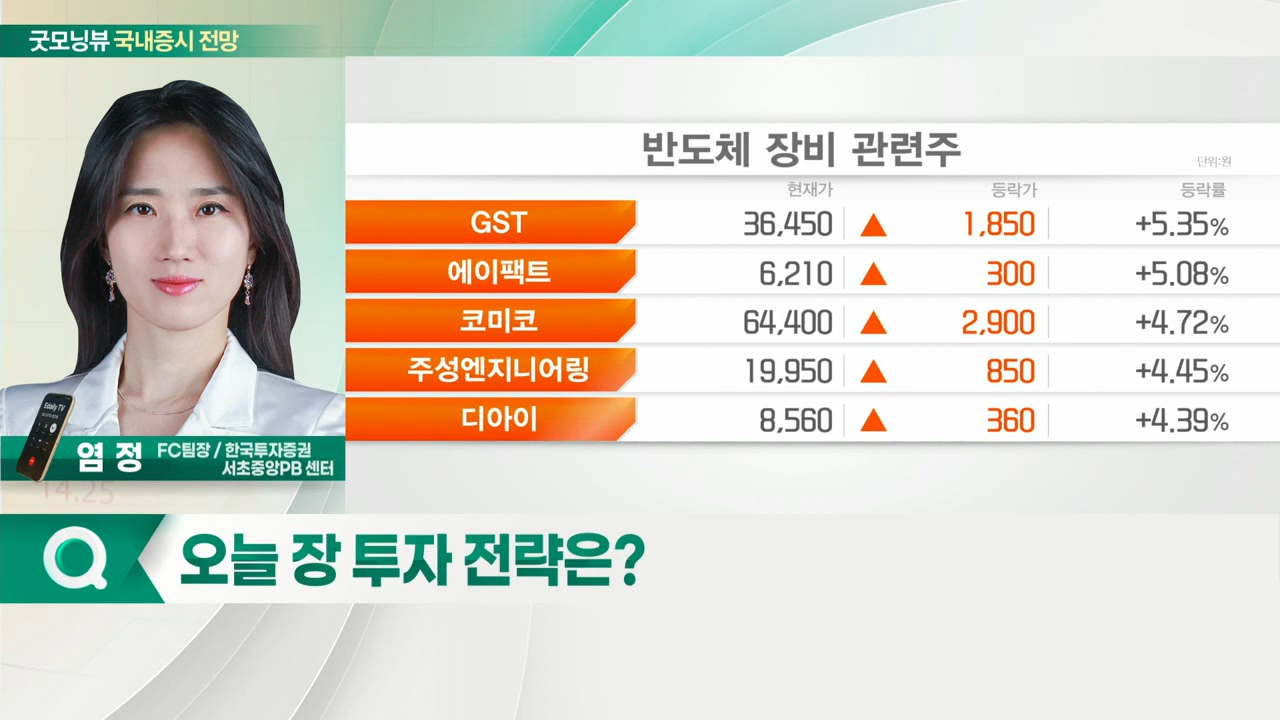 굿모닝뷰 국내증시 전망
반도체 장비 관련주
단위:원
현재가 등락가 등락률
GST 36,450 ▲ 1,850 +5.35%
에이팩트 6,210 ▲ 300 +5.08%
코미코 64,400 ▲ 2,900 +4.72%
주성엔지니어링 19,950 ▲ 850 +4.45%
디아이 8,560 ▲ 360 +4.39%
Edaily TV
염 정 FC팀장 / 한국투자증권
서초중앙PB 센터
14.25
Q 오늘 장 투자 전략은?